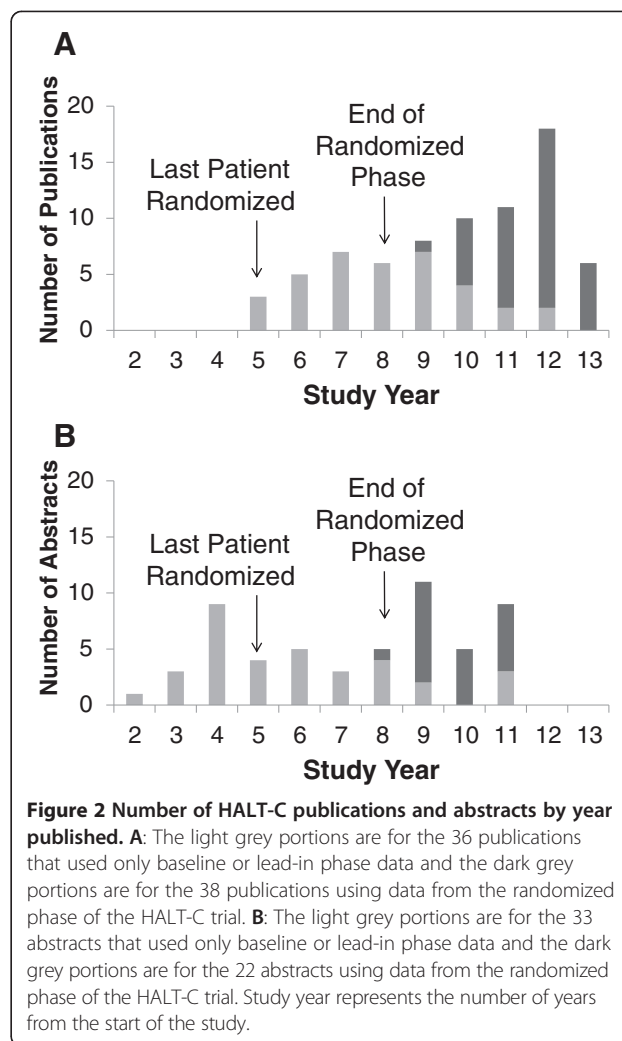 A
Number of Publications
20
15
10
5
0
Last Patient
Randomized
End of
Randomized
Phase
2 3 4 5 6 7 8 9 10 11 12 13
Study Year
B
Number of Abstracts
20
15
10
5
0
Last Patient
Randomized
End of
Randomized
Phase
2 3 4 5 6 7 8 9 10 11 12 13
Study Year
Figure 2 Number of HALT-C publications and abstracts by year
published. A: The light grey portions are for the 36 publications
that used only baseline or lead-in phase data and the dark grey
portions are for the 38 publications using data from the randomized
phase of the HALT-C trial. B: The light grey portions are for the 33
abstracts that used only baseline or lead-in phase data and the dark
grey portions are for the 22 abstracts using data from the randomized
phase of the HALT-C trial. Study year represents the number of years
from the start of the study.